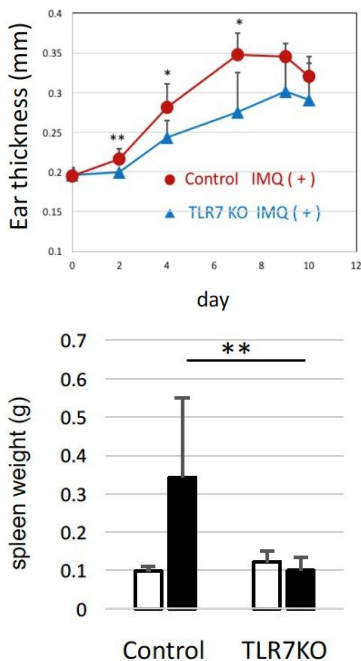 Ear thickness (mm)
0.4
0.35
0.3
0.25
0.2
0.15
0.1
**
*
*
Control IMQ ( + )
TLR7 KO IMQ ( + )
0 2 4 6 8 10 12
day
spleen weight (g)
0.7
0.6
0.5
0.4
0.3
0.2
0.1
0
**
Control TLR7KO